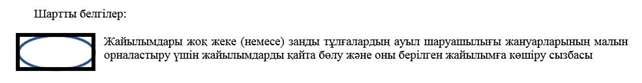 Шартты белгілер:
Жайылымдары жоқ жеке (немесе) заңды тұлғалардың ауыл шаруашылығы жануарларының малын
орналастыру үшін жайылымдарды қайта бөлу және оны берілген жайылымға көшіру сызбасы